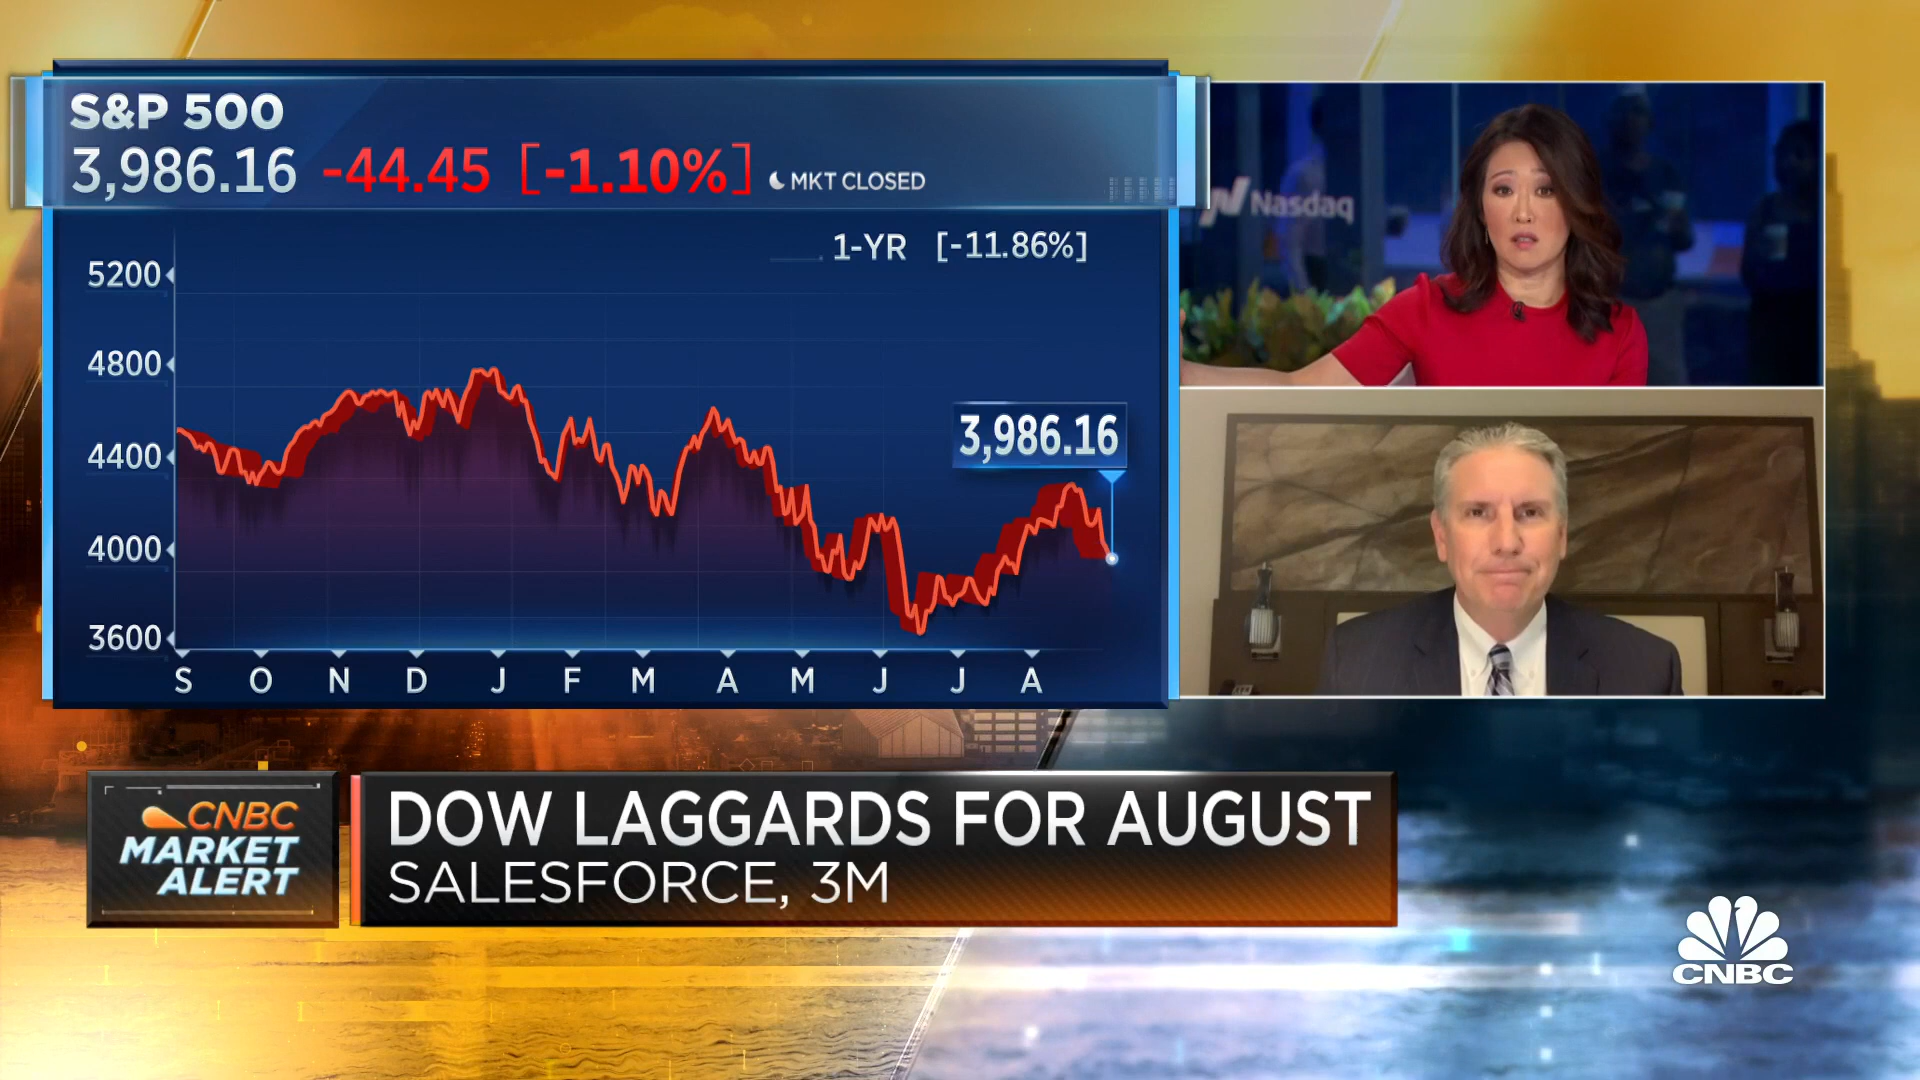 S&P 500
3,986.16 -44.45 [-1.10%] MKT CLOSED
1-YR [-11.86%]
5200
4800
4400
4000
3600
3,986.16
S O N D J F M A M J J A
Nasdaq
CNBC
MARKET
ALERT
DOW LAGGARDS FOR AUGUST
SALESFORCE, 3M
CNBC